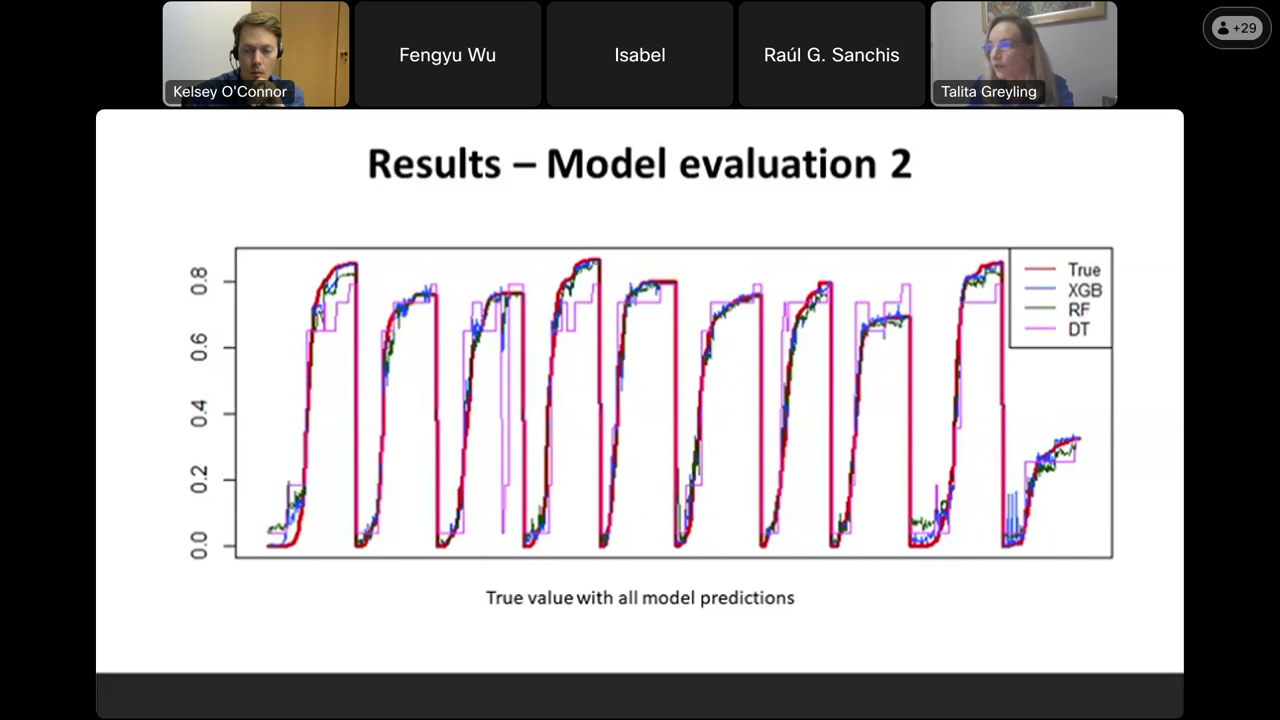 Fengyu Wu
Isabel
Raúl G. Sanchis
+29
Kelsey O'Connor
Talita Greyling
Results – Model evaluation 2
0.8
0.6
0.4
0.2
0.0
True
XGB
RF
DT
True value with all model predictions